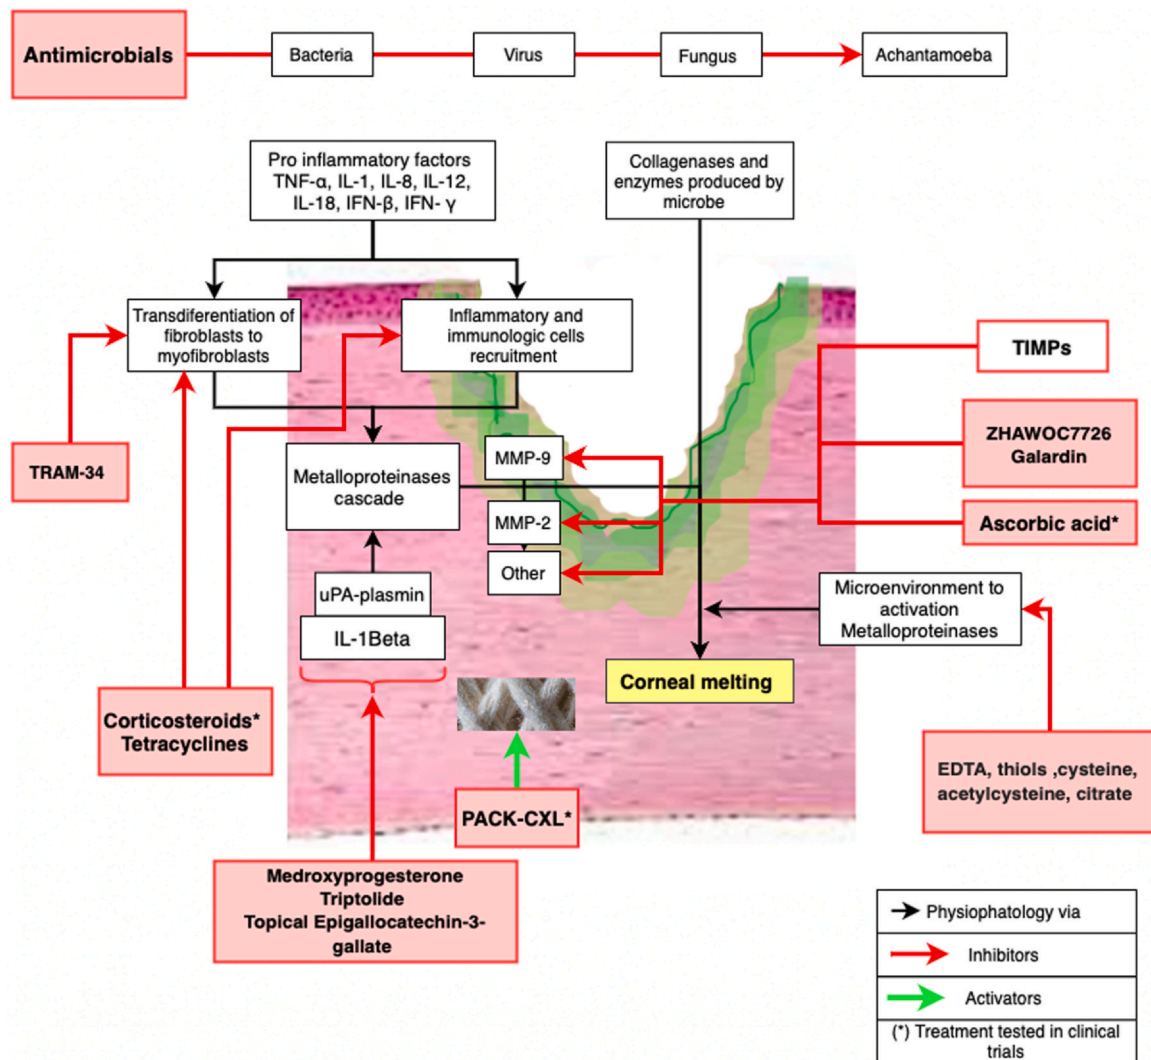 Antimicrobials
Bacteria
Virus
Fungus
Achantamoeba
Pro inflammatory factors
TNF-α, IL-1, IL-8, IL-12,
IL-18, IFN-β, IFN- γ
Collagenases and
enzymes produced by
microbe
Transdiferentiation of
fibroblasts to
myofibroblasts
Inflammatory and
immunologic cells
recruitment
TIMPs
ZHAWOC7726
Galardin
TRAM-34
Metalloproteinases
cascade
MMP-9
MMP-2
Other
Ascorbic acid*
uPA-plasmin
IL-1Beta
Microenvironment to
activation
Metalloproteinases
Corneal melting
Corticosteroids*
Tetracyclines
EDTA, thiols ,cysteine,
acetylcysteine, citrate
PACK-CXL*
Medroxyprogesterone
Triptolide
Topical Epigallocatechin-3-
gallate
Physiophatology via
Inhibitors
Activators
(*) Treatment tested in clinical
trials